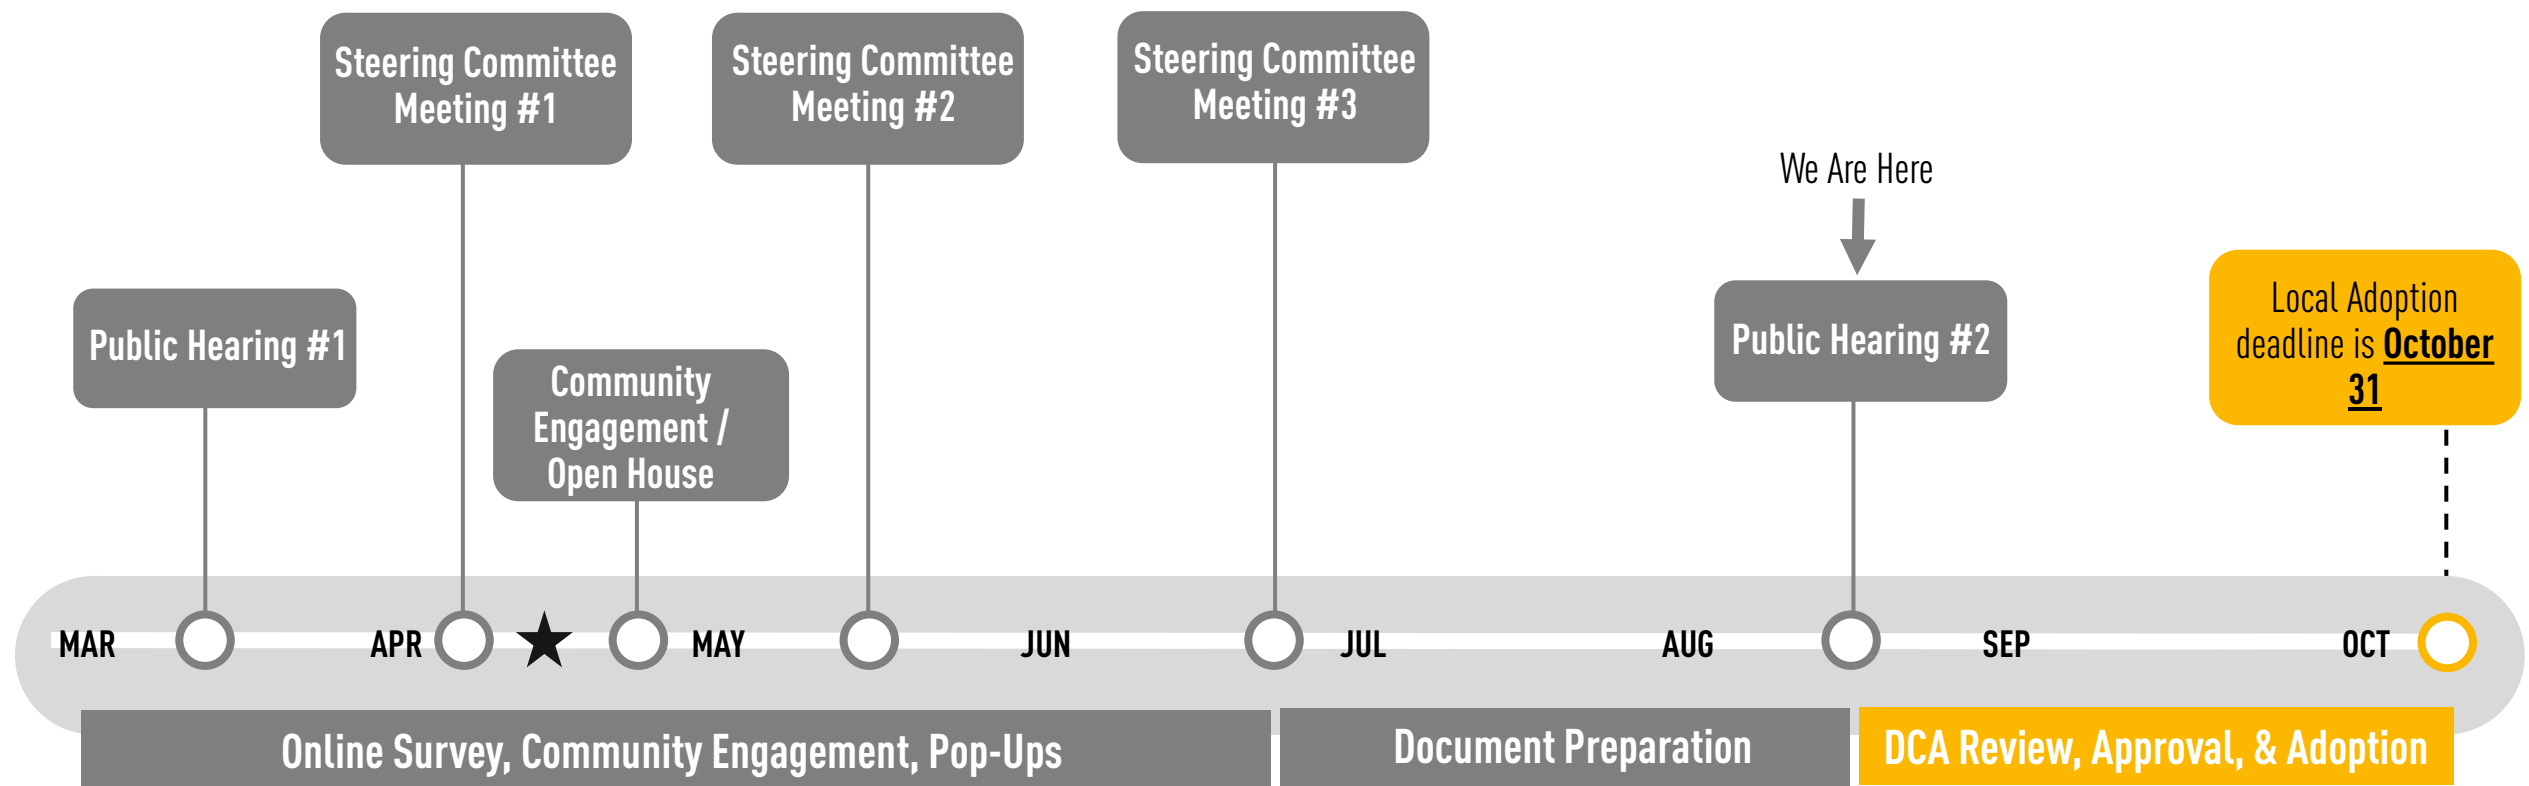 Steering Committee
Meeting #1
Steering Committee
Meeting #2
Steering Committee
Meeting #3
We Are Here
Public Hearing #1
Community
Engagement /
Open House
Public Hearing #2
Local Adoption
deadline is October
31
MAR
APR
MAY
JUN
JUL
AUG
SEP
OCT
Online Survey, Community Engagement, Pop-Ups
Document Preparation
DCA Review, Approval, & Adoption